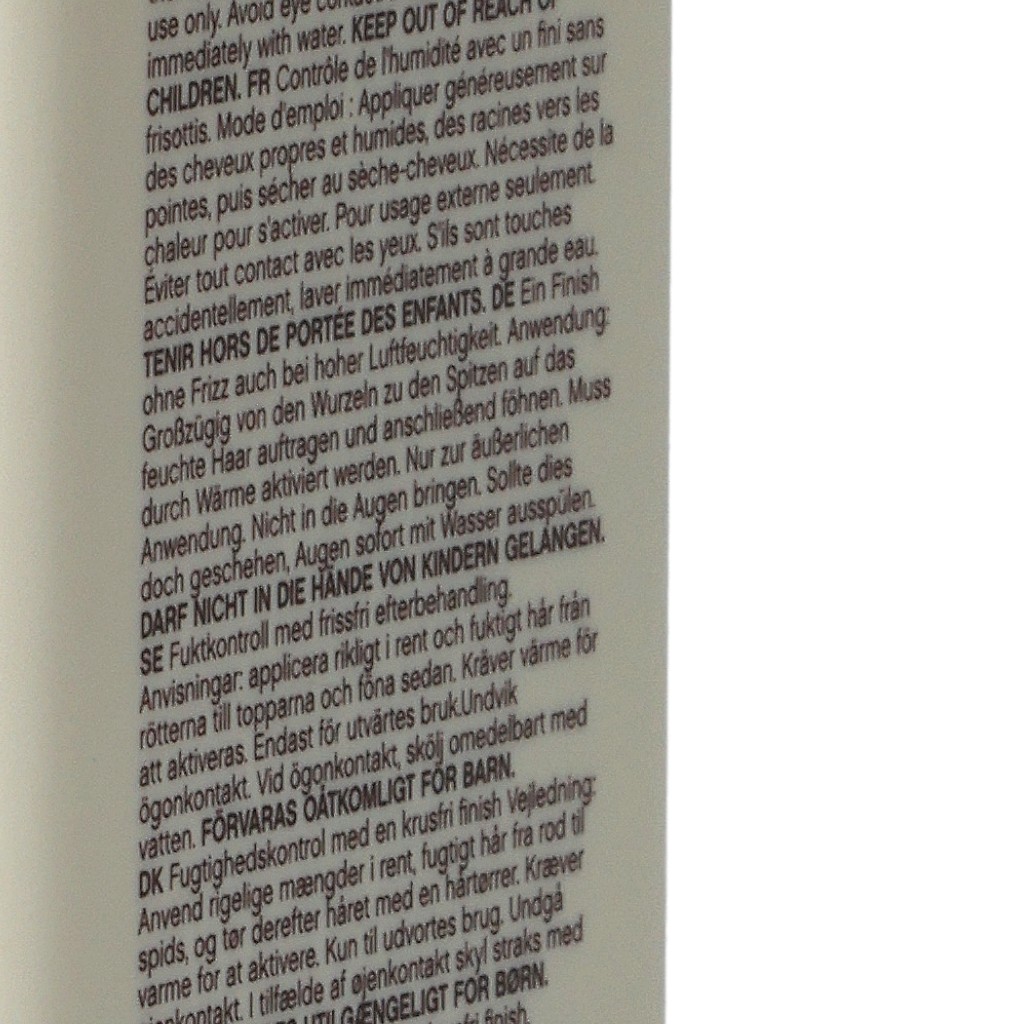 use only. Avoid eye
immediately with water. KEEP OUT OF REACH OF
CHILDREN. FR Contrôle de l'humidité avec un fini sans
frisottis. Mode d'emploi : Appliquer généreusement sur
des cheveux propres et humides, des racines vers les
pointes, puis sécher au sèche-cheveux. Nécessite de la
chaleur pour s'activer. Pour usage externe seulement.
Éviter tout contact avec les yeux. S'ils sont touches
accidentellement, laver immédiatement à grande eau.
TENIR HORS DE PORTÉE DES ENFANTS. DE Ein Finish
ohne Frizz auch bei hoher Luftfeuchtigkeit. Anwendung:
Großzügig von den Wurzeln zu den Spitzen auf das
feuchte Haar auftragen und anschließend föhnen. Muss
durch Wärme aktiviert werden. Nur zur äußerlichen
Anwendung. Nicht in die Augen bringen. Sollte dies
doch geschehen, Augen sofort mit Wasser ausspülen.
DARF NICHT IN DIE HÄNDE VON KINDERN GELANGEN.
SE Fuktkontroll med frissfri efterbehandling.
Anvisningar: applicera rikligt i rent och fuktigt hår från
rötterna till topparna och föna sedan. Kräver värme för
att aktiveras. Endast för utvärtes bruk.Undvik
ögonkontakt. Vid ögonkontakt, skölj omedelbart med
vatten. FÖRVARAS OÅTKOMLIGT FÖR BARN.
DK Fugtighedskontrol med en krusfri finish Vejledning:
Anvend rigelige mængder i rent, fugtigt hår fra rod til
spids, og tør derefter håret med en hårtørrer. Kræver
varme for at aktivere. Kun til udvortes brug. Undgå
øjenkontakt. I tilfælde af øjenkontakt skyl straks med
UTILGÆNGELIGT FOR BØRN.
finish.